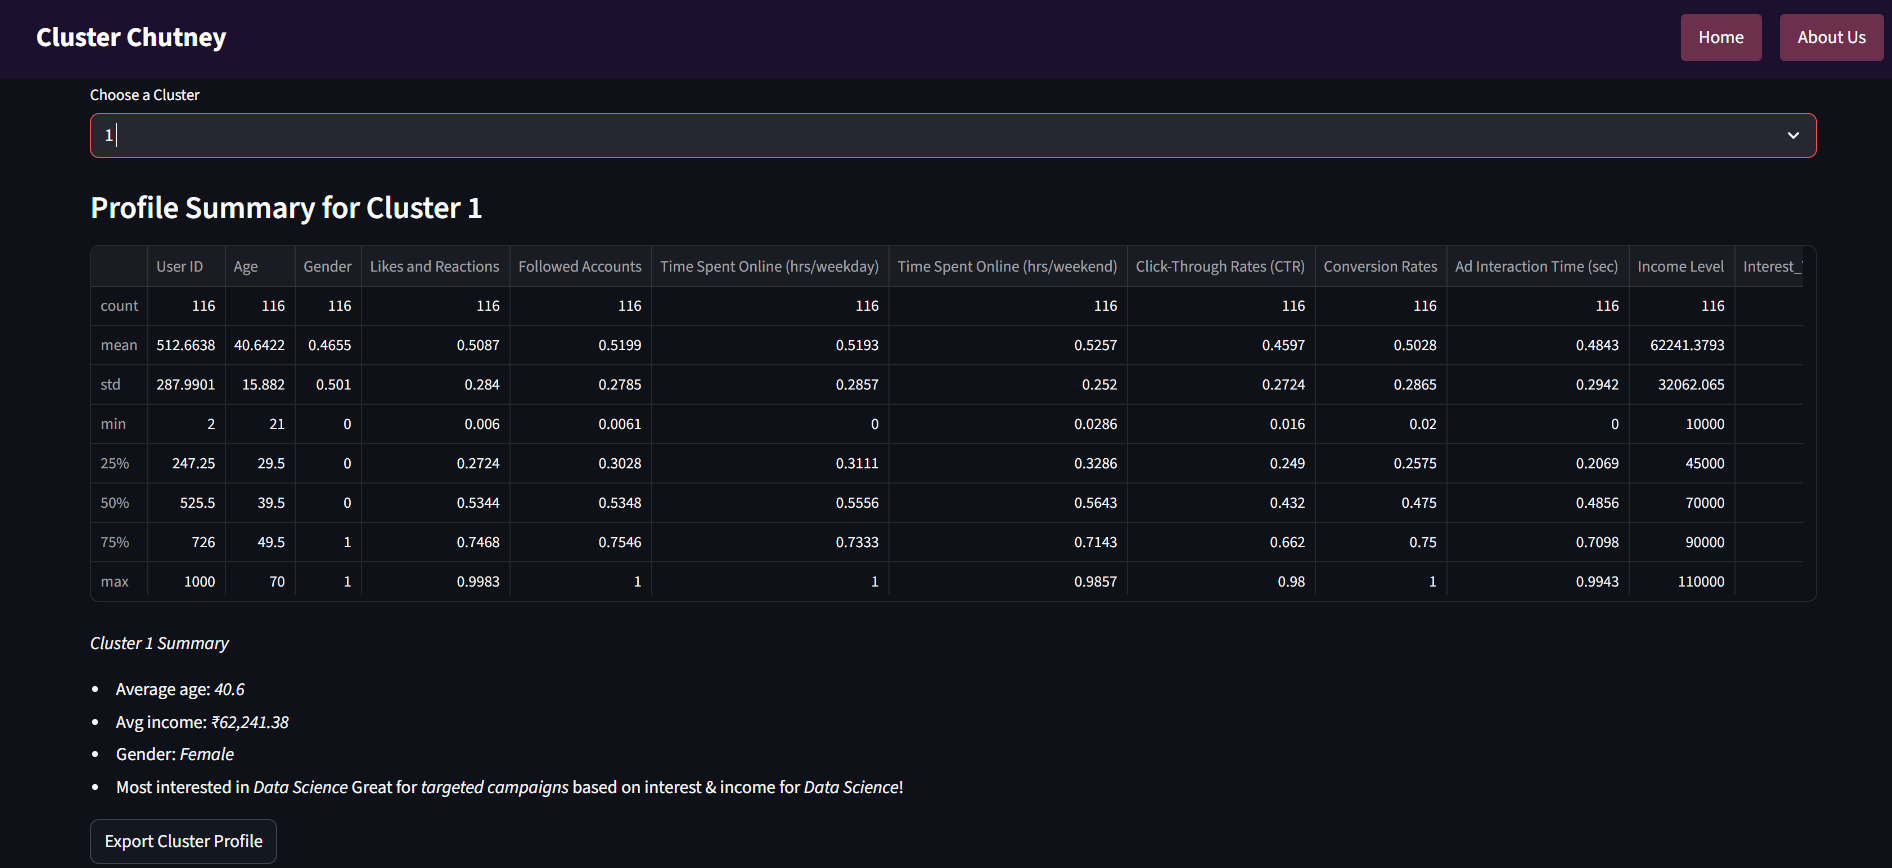 Cluster Chutney Home About Us
Choose a Cluster
1
Profile Summary for Cluster 1
User ID Age Gender Likes and Reactions Followed Accounts Time Spent Online (hrs/weekday) Time Spent Online (hrs/weekend) Click-Through Rates (CTR) Conversion Rates Ad Interaction Time (sec) Income Level Interest_
count 116 116 116 116 116 116 116 116 116 116 116
mean 512.6638 40.6422 0.4655 0.5087 0.5199 0.5193 0.5257 0.4597 0.5028 0.4843 62241.3793
std 287.9901 15.882 0.501 0.284 0.2785 0.2857 0.252 0.2724 0.2865 0.2942 32062.065
min 2 21 0 0.006 0.0061 0 0.0286 0.016 0.02 0 10000
25% 247.25 29.5 0 0.2724 0.3028 0.3111 0.3286 0.249 0.2575 0.2069 45000
50% 525.5 39.5 0 0.5344 0.5348 0.5556 0.5643 0.432 0.475 0.4856 70000
75% 726 49.5 1 0.7468 0.7546 0.7333 0.7143 0.662 0.75 0.7098 90000
max 1000 70 1 0.9983 1 1 0.9857 0.98 1 0.9943 110000
Cluster 1 Summary
• Average age: 40.6
• Avg income: ₹62,241.38
• Gender: Female
• Most interested in Data Science Great for targeted campaigns based on interest & income for Data Science!
Export Cluster Profile